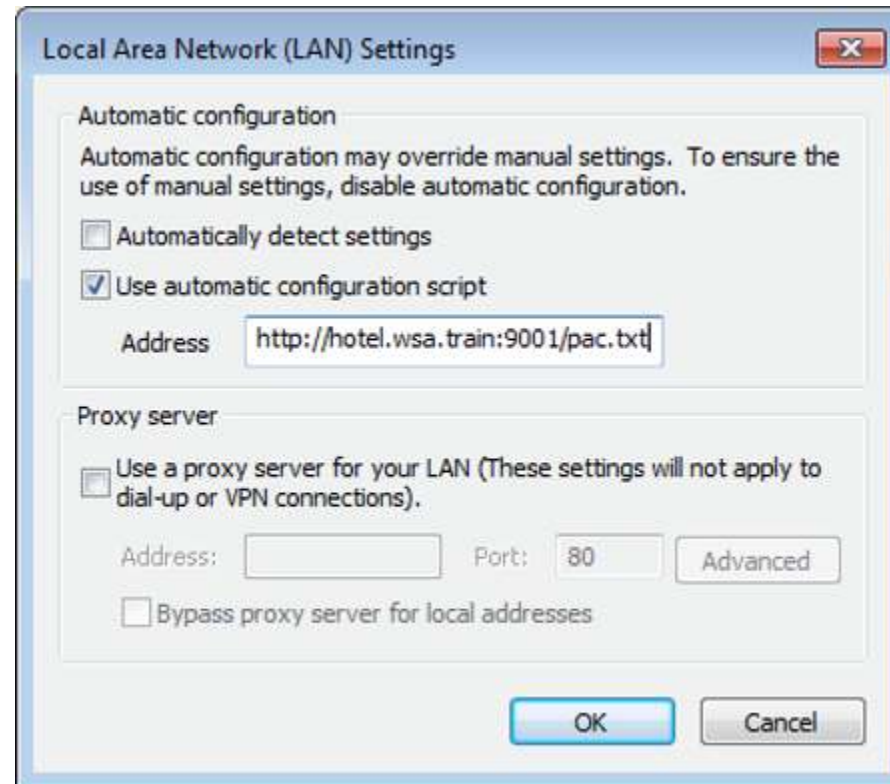 Local Area Network (LAN) Settings
Automatic configuration
Automatic configuration may override manual settings. To ensure the
use of manual settings, disable automatic configuration.
Automatically detect settings
Use automatic configuration script
Address http://hotel.wsa.train:9001/pac.txt
Proxy server
Use a proxy server for your LAN (These settings will not apply to
dial-up or VPN connections).
Address: Port: 80 Advanced
Bypass proxy server for local addresses
OK Cancel